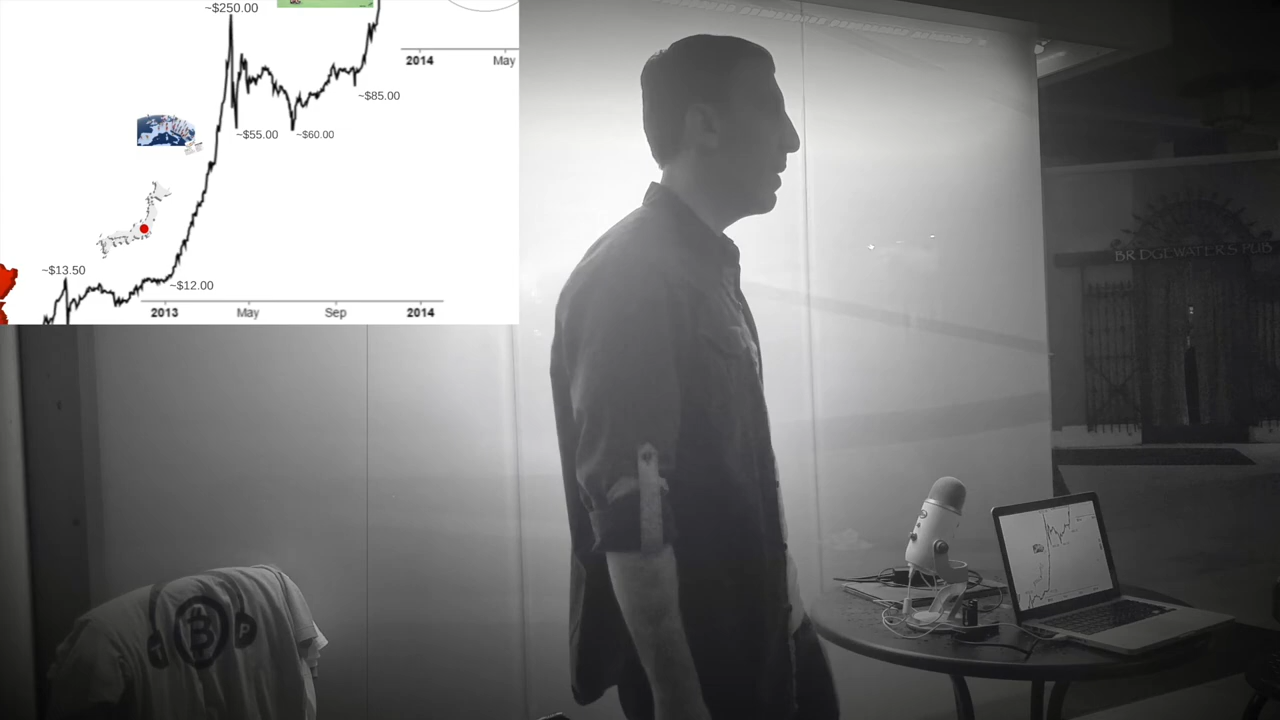 ~$250.00
2014 May
~$85.00
~$55.00 ~$60.00
~$13.50
~$12.00
2013 May Sep 2014
BRIDGEWATERS PUB
B